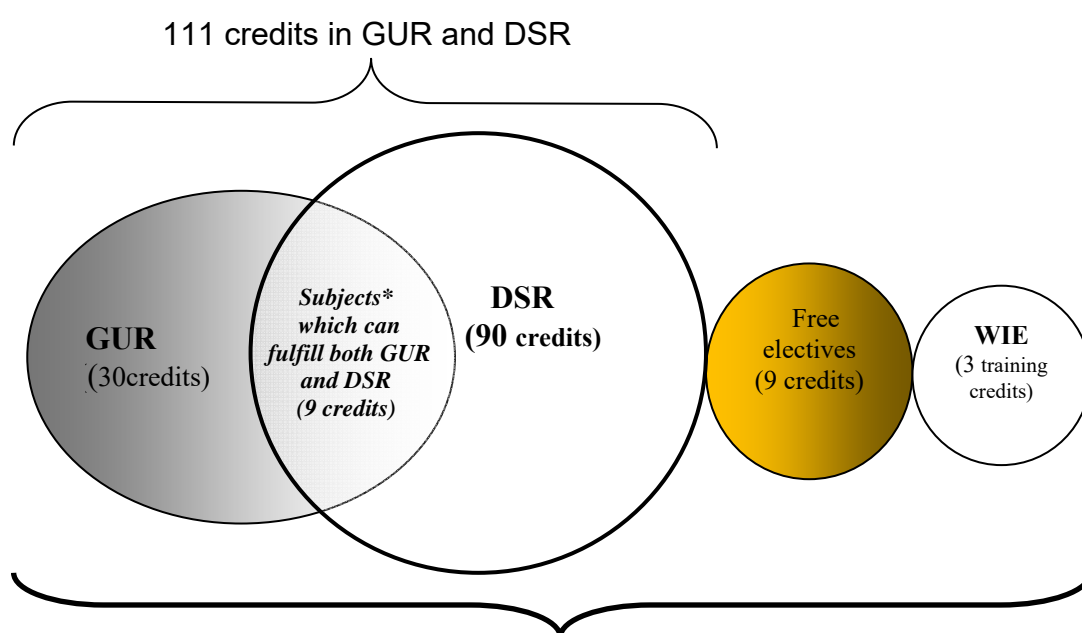 111 credits in GUR and DSR
GUR
(30credits)
Subjects*
which can
fulfill both GUR
and DSR
(9 credits)
DSR
(90 credits)
Free
electives
(9 credits)
WIE
(3 training
credits)